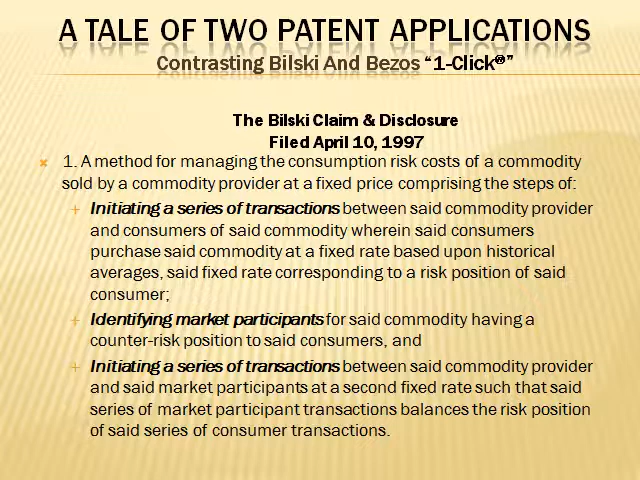 A TALE OF TWO PATENT APPLICATIONS
Contrasting Bilski And Bezos “1-Click®”
The Bilski Claim & Disclosure
Filed April 10, 1997
1. A method for managing the consumption risk costs of a commodity
sold by a commodity provider at a fixed price comprising the steps of:
Initiating a series of transactions between said commodity provider
and consumers of said commodity wherein said consumers
purchase said commodity at a fixed rate based upon historical
averages, said fixed rate corresponding to a risk position of said
consumer;
Identifying market participants for said commodity having a
counter-risk position to said consumers, and
Initiating a series of transactions between said commodity provider
and said market participants at a second fixed rate such that said
series of market participant transactions balances the risk position
of said series of consumer transactions.